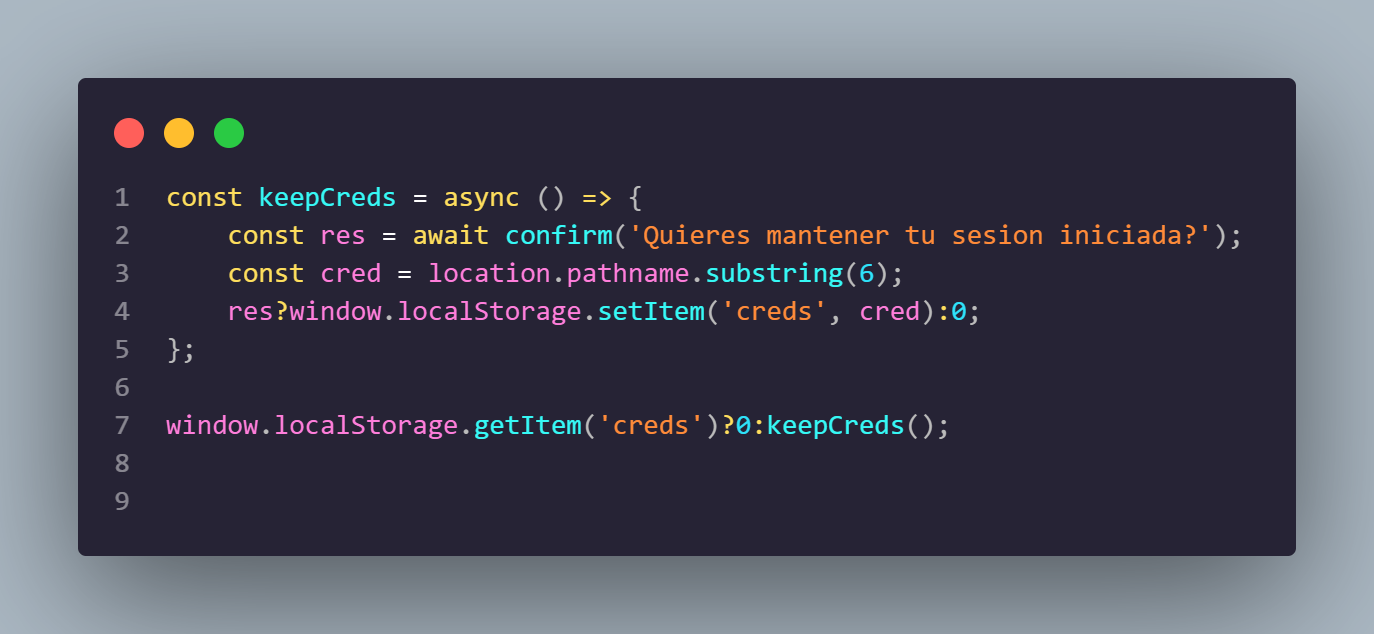 1 const keepCreds = async () => {
2     const res = await confirm('Quieres mantener tu sesion iniciada?');
3     const cred = location.pathname.substring(6);
4     res?window.localStorage.setItem('creds', cred):0;
5 };
6
7 window.localStorage.getItem('creds')?0:keepCreds();
8
9